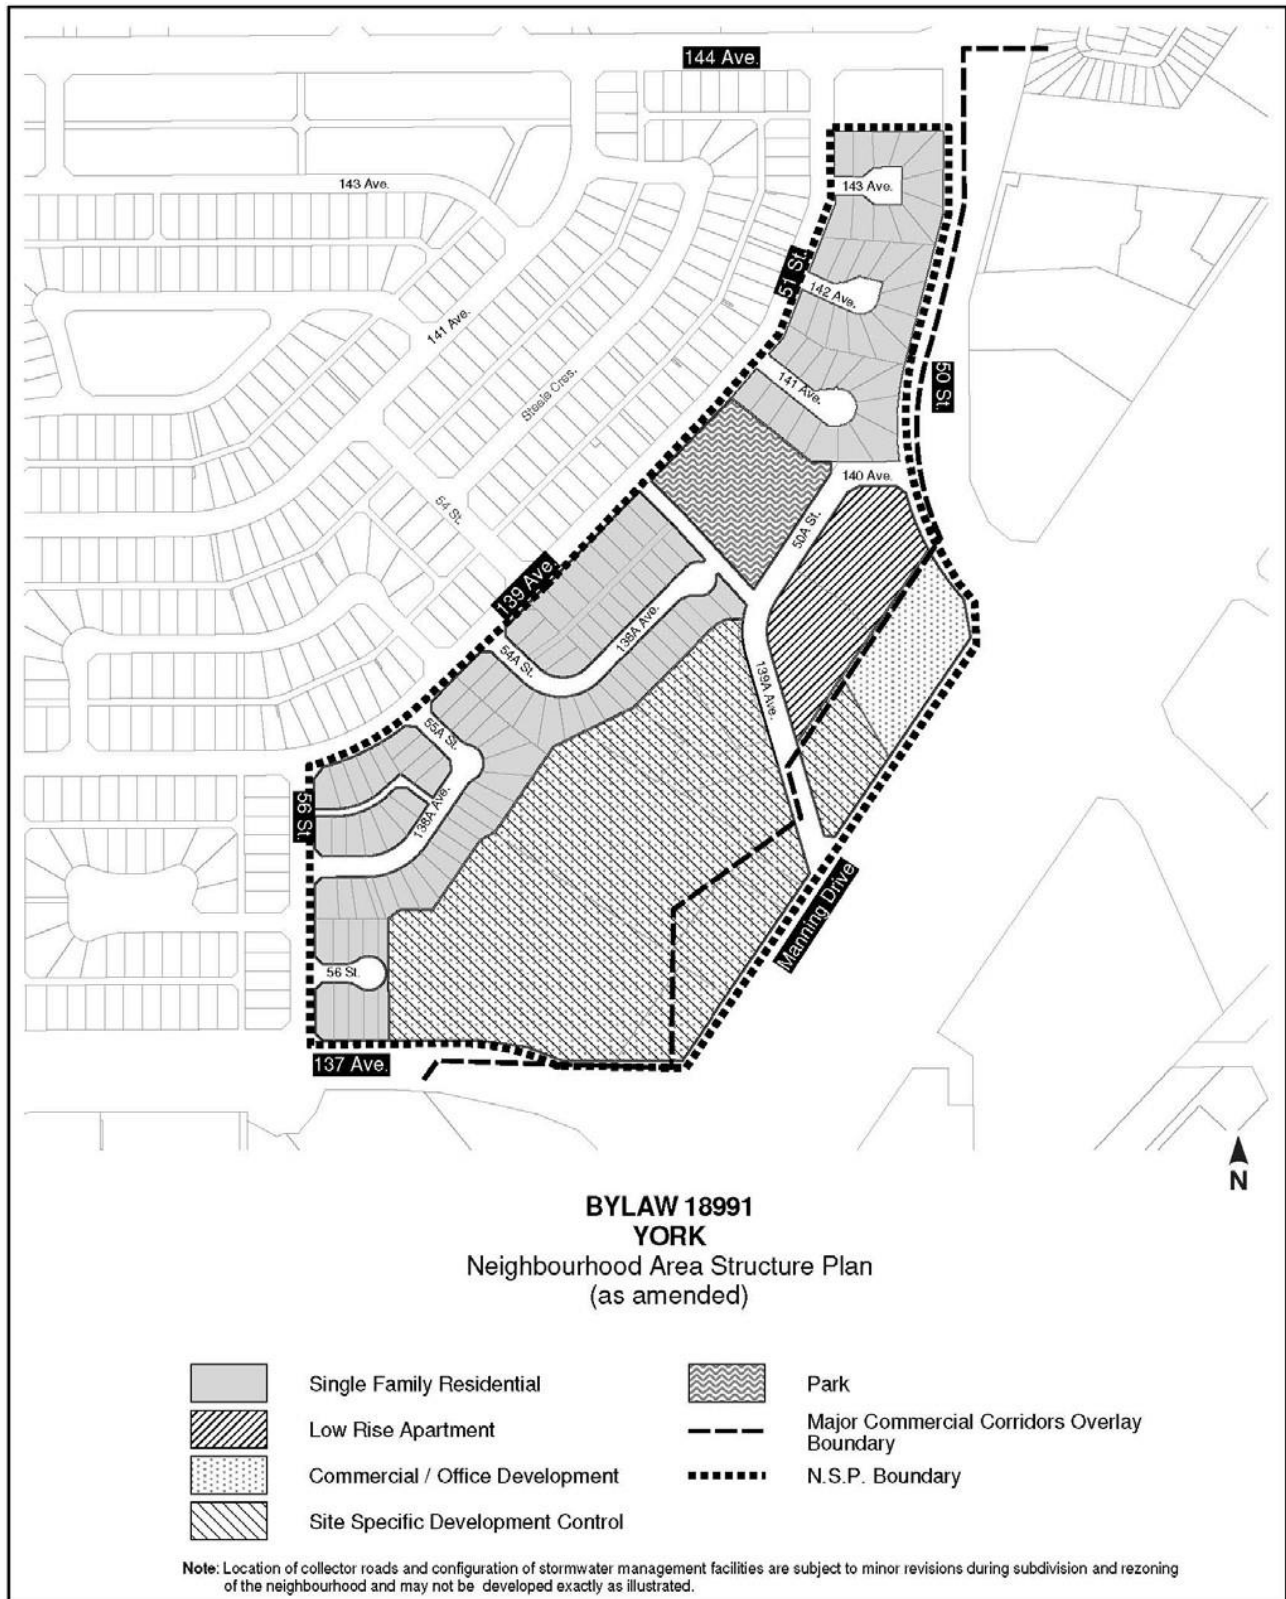 144 Ave.
143 Ave.
143 Ave.
51 St.
142 Ave.
141 Ave.
50 St.
141 Ave.
Steele Cres.
140 Ave.
54 St.
50A St.
139 Ave.
138A Ave.
54A St.
139A Ave.
55A St.
56 St.
138A Ave.
Manning Drive
56 St.
137 Ave.
N
BYLAW 18991
YORK
Neighbourhood Area Structure Plan
(as amended)
Single Family Residential
Low Rise Apartment
Commercial / Office Development
Site Specific Development Control
Park
Major Commercial Corridors Overlay
Boundary
N.S.P. Boundary
Note: Location of collector roads and configuration of stormwater management facilities are subject to minor revisions during subdivision and rezoning
of the neighbourhood and may not be developed exactly as illustrated.